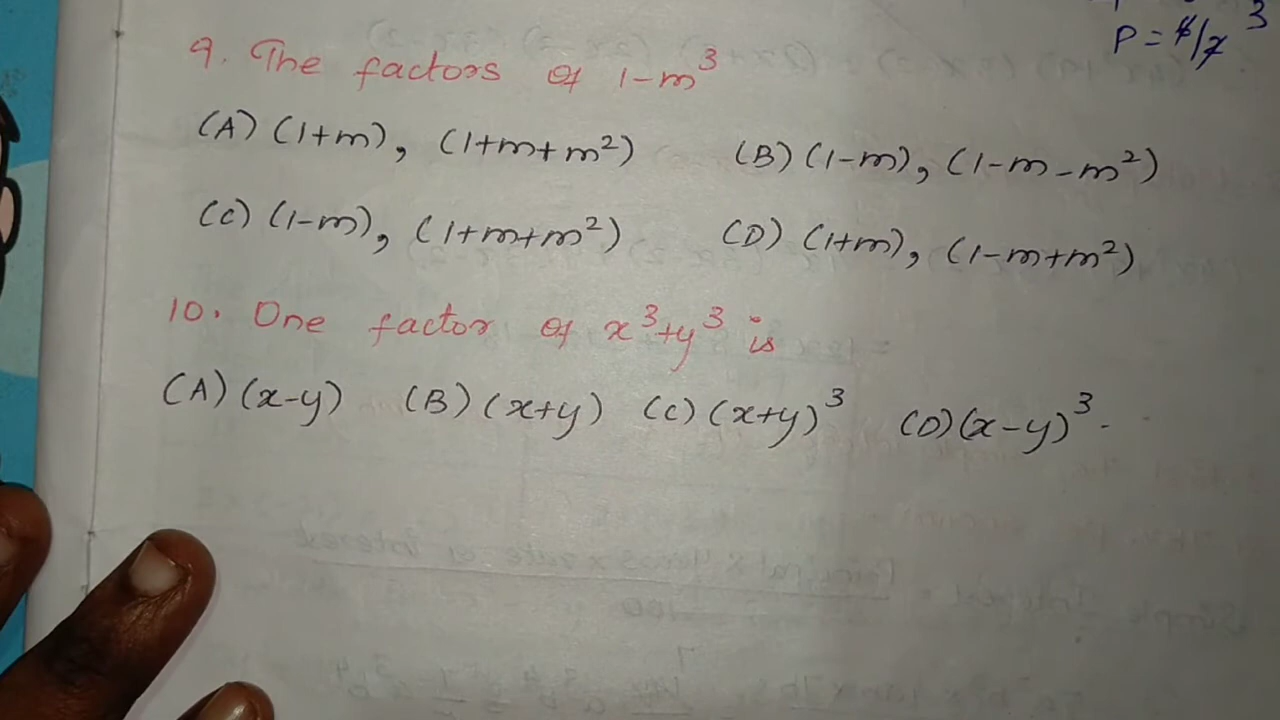 P = 4/x 3
9. The factors of 1-m³
(A) (1+m), (1+m+m²) (B) (1-m), (1-m-m²)
(C) (1-m), (1+m+m²) (D) (1+m), (1-m+m²)
10. One factor of x³+y³ is
(A) (x-y) (B) (x+y) (C) (x+y)³ (D) (x-y)³.